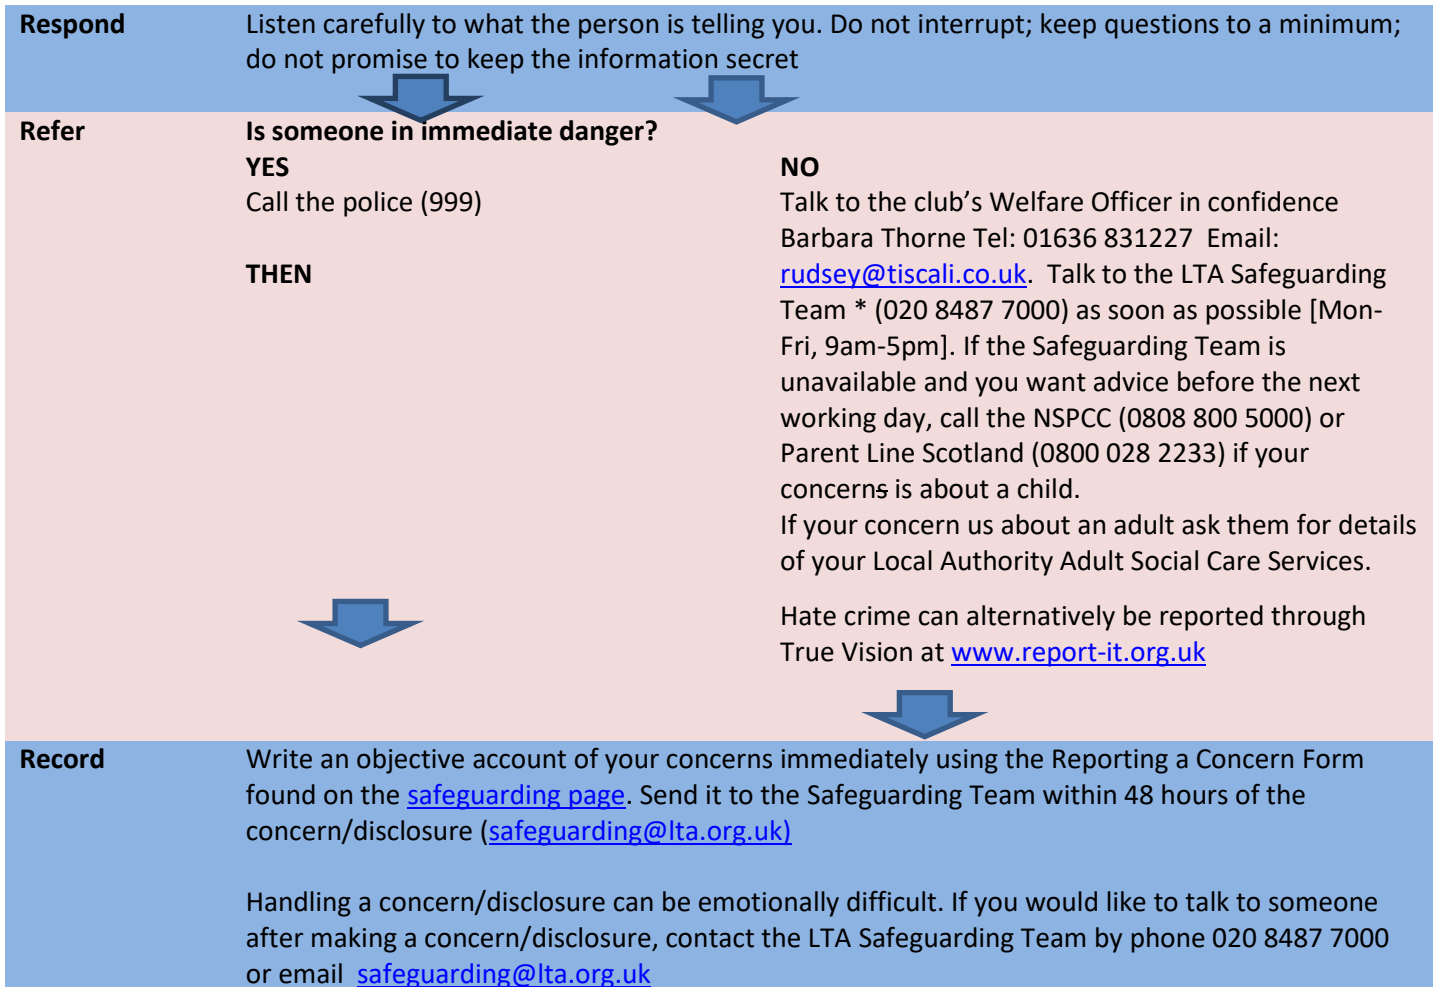 Respond
Listen carefully to what the person is telling you. Do not interrupt; keep questions to a minimum;
do not promise to keep the information secret
Refer
Is someone in immediate danger?
YES
Call the police (999)
THEN
NO
Talk to the club’s Welfare Officer in confidence
Barbara Thorne Tel: 01636 831227 Email:
rudsey@tiscali.co.uk. Talk to the LTA Safeguarding
Team * (020 8487 7000) as soon as possible [Mon-
Fri, 9am-5pm]. If the Safeguarding Team is
unavailable and you want advice before the next
working day, call the NSPCC (0808 800 5000) or
Parent Line Scotland (0800 028 2233) if your
concerns is about a child.
If your concern us about an adult ask them for details
of your Local Authority Adult Social Care Services.
Hate crime can alternatively be reported through
True Vision at www.report-it.org.uk
Record
Write an objective account of your concerns immediately using the Reporting a Concern Form
found on the safeguarding page. Send it to the Safeguarding Team within 48 hours of the
concern/disclosure (safeguarding@lta.org.uk)
Handling a concern/disclosure can be emotionally difficult. If you would like to talk to someone
after making a concern/disclosure, contact the LTA Safeguarding Team by phone 020 8487 7000
or email safeguarding@lta.org.uk